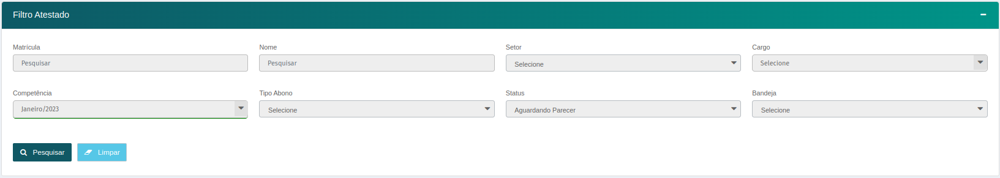 Filtro Atestado
Matrícula Nome Setor Cargo
Pesquisar Pesquisar Selecione Selecione
Competência Tipo Abono Status Bandeja
Janeiro/2023 Selecione Aguardando Parecer Selecione
Pesquisar Limpar